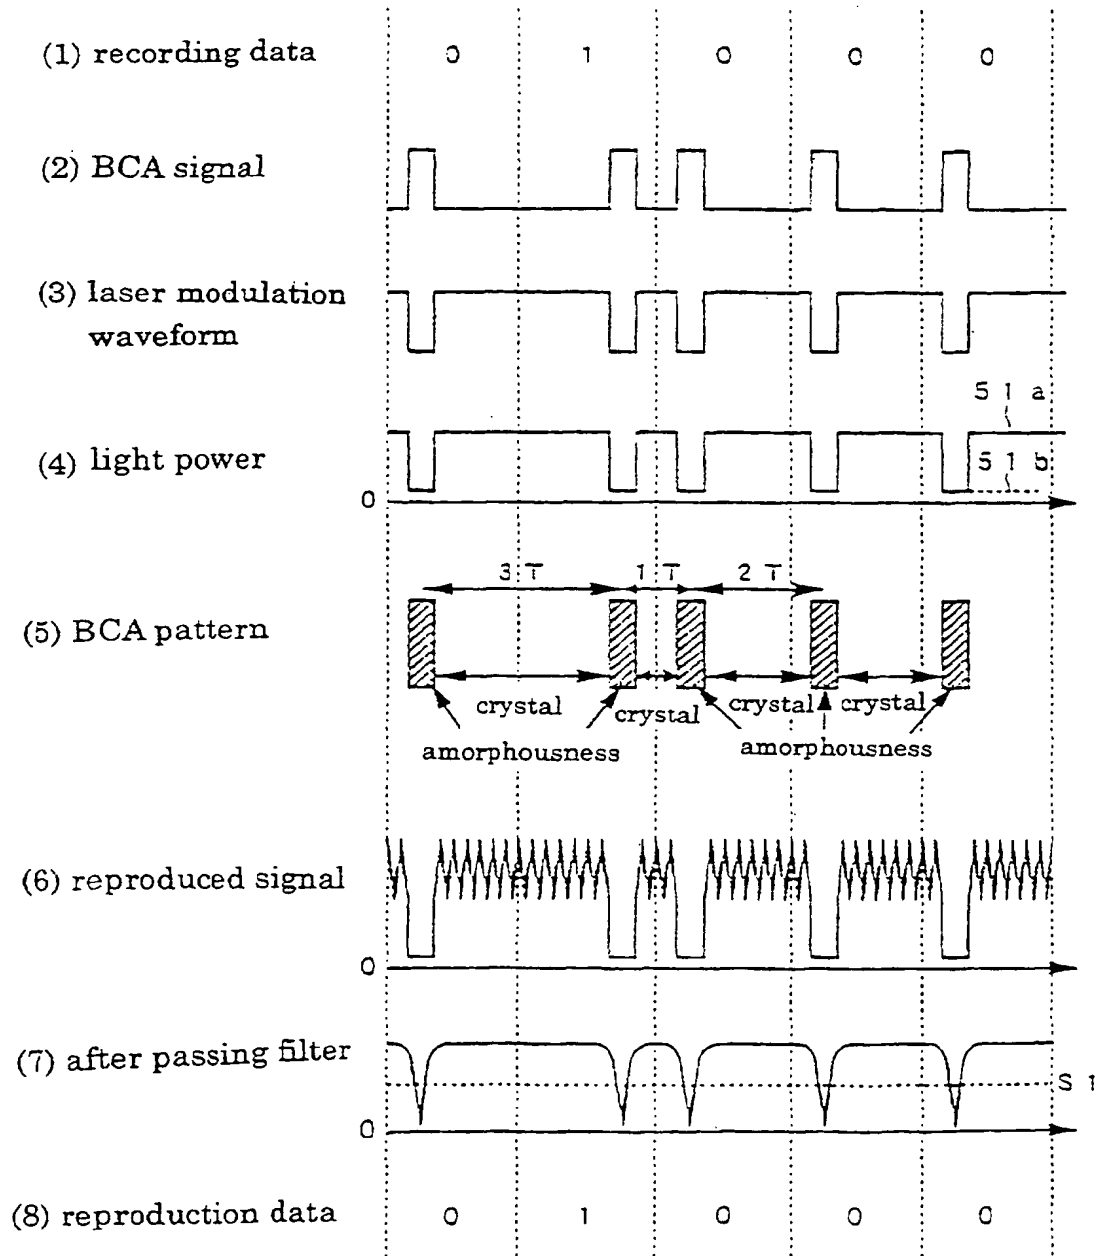 (1) recording data 0 1 0 0 0
(2) BCA signal
(3) laser modulation
waveform
51a
(4) light power
51b
0
3T 1T 2T
(5) BCA pattern
crystal crystal crystal crystal
amorphousness amorphousness
(6) reproduced signal
0
(7) after passing filter
S1
0
(8) reproduction data 0 1 0 0 0